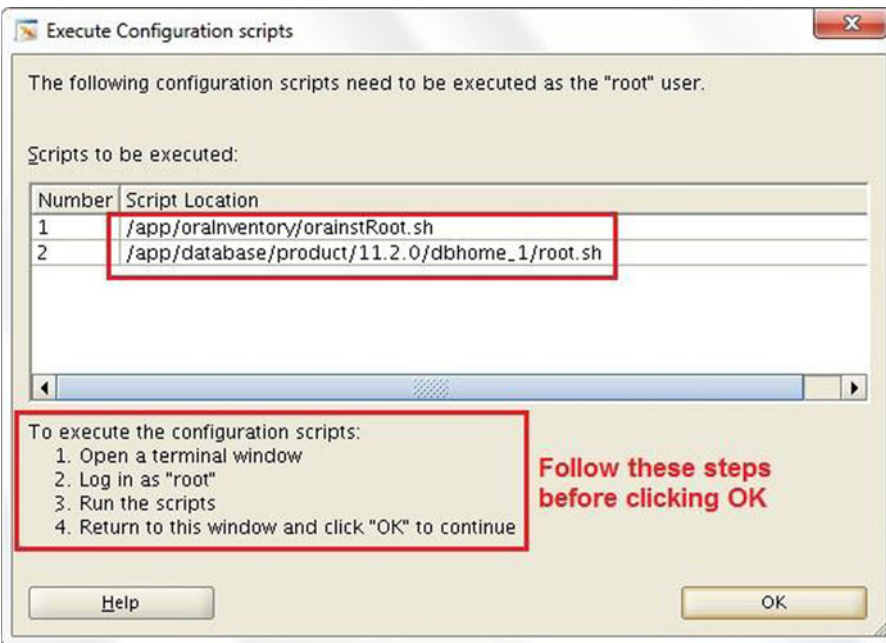 Execute Configuration scripts
The following configuration scripts need to be executed as the "root" user.
Scripts to be executed:
Number Script Location
1 /app/oraInventory/orainstRoot.sh
2 /app/database/product/11.2.0/dbhome_1/root.sh
To execute the configuration scripts:
1. Open a terminal window
2. Log in as "root"
3. Run the scripts
4. Return to this window and click "OK" to continue
Follow these steps
before clicking OK
Help
OK